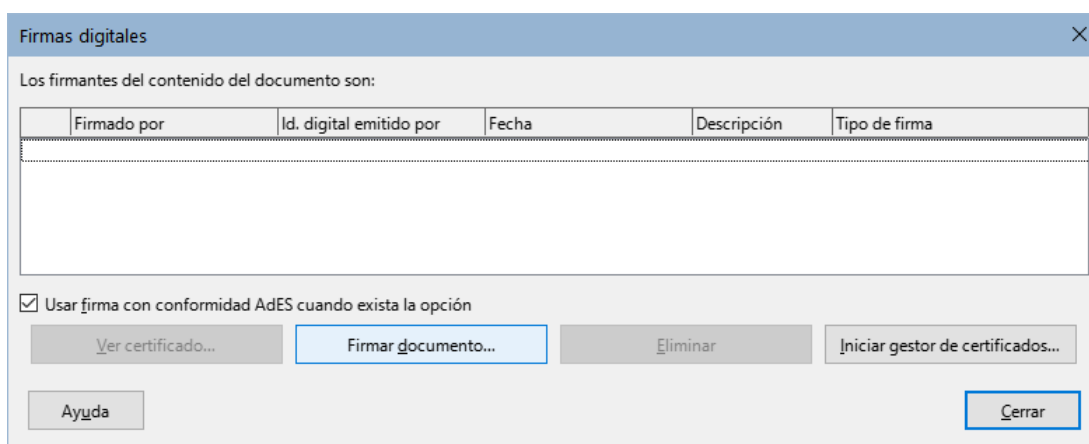 Firmas digitales
Los firmantes del contenido del documento son:
Firmado por Id. digital emitido por Fecha Descripción Tipo de firma
Usar firma con conformidad AdES cuando exista la opción
Ver certificado... Firmar documento... Eliminar Iniciar gestor de certificados...
Ayuda Cerrar